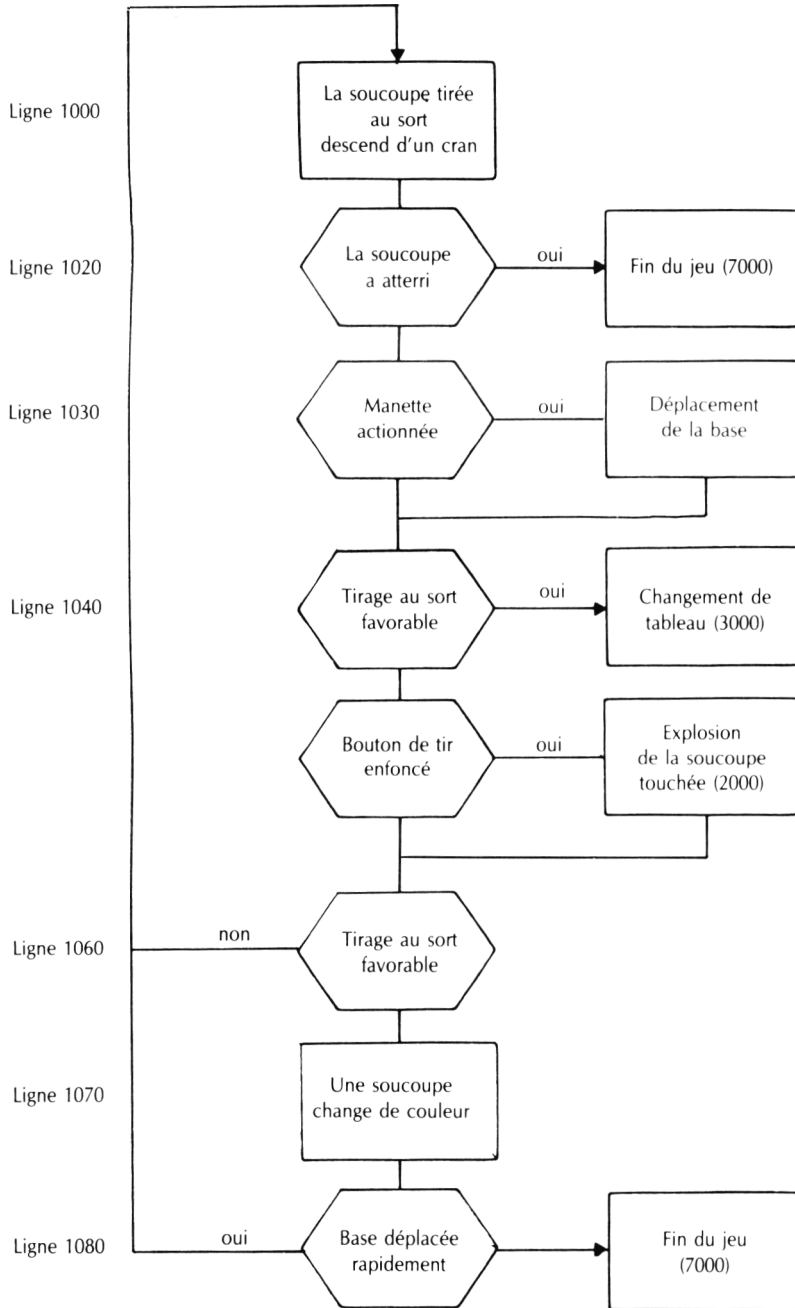 Ligne 1000
La soucoupe tirée
au sort
descend d'un cran
Ligne 1020
La soucoupe
a atterri
oui
Fin du jeu (7000)
Ligne 1030
Manette
actionnée
oui
Déplacement
de la base
Ligne 1040
Tirage au sort
favorable
oui
Changement de
tableau (3000)
Bouton de tir
enfoncé
oui
Explosion
de la soucoupe
touchée (2000)
Ligne 1060
non
Tirage au sort
favorable
Ligne 1070
Une soucoupe
change de couleur
Ligne 1080
oui
Base déplacée
rapidement
Fin du jeu
(7000)